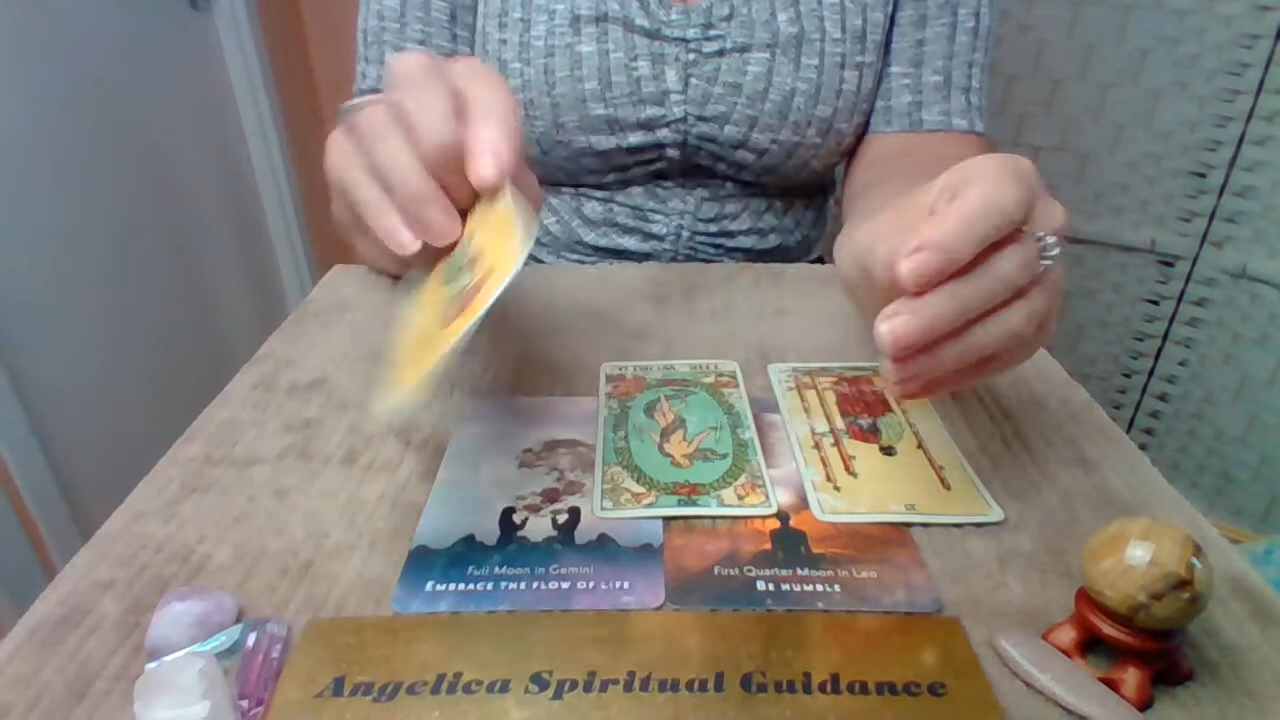 Full Moon in Gemini
EMBRACE THE FLOW OF LIFE
First Quarter Moon in Leo
BE HUMBLE
Angelica Spiritual Guidance